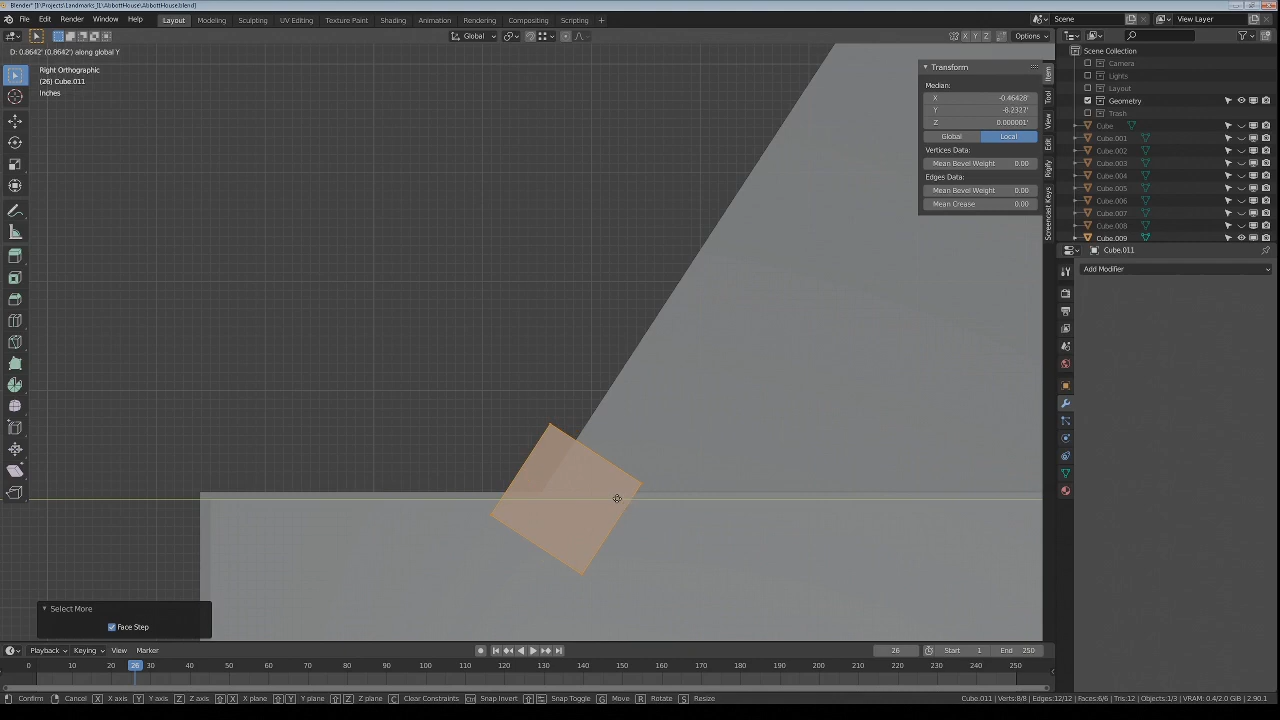 Blender* [I:\Projects\Landmarks_II\AbbottHouse\AbbottHouse.blend]
File Edit Render Window Help Layout Modeling Sculpting UV Editing Texture Paint Shading Animation Rendering Compositing Scripting + Scene View Layer
Global Options
D: 0.8642' (0.8642') along global Y
Right Orthographic
(26) Cube.011
Inches
Transform
Median:
X -0.46428'
Y -8.2327'
Z 0.000001'
Global Local
Vertices Data:
Mean Bevel Weight 0.00
Edges Data:
Mean Bevel Weight 0.00
Mean Crease 0.00
Item
Tool
View
Edit
Rigify
Screencast Keys
Scene Collection
Camera
Lights
Layout
Geometry
Trash
Cube
Cube.001
Cube.002
Cube.003
Cube.004
Cube.005
Cube.006
Cube.007
Cube.008
Cube.009
Cube.011
Add Modifier
Select More
Face Step
Playback Keying View Marker 26 Start 1 End 250
0 10 20 26 30 40 50 60 70 80 90 100 110 120 130 140 150 160 170 180 190 200 210 220 230 240 250
Confirm Cancel X X axis Y Y axis Z Z axis X X plane Y Y plane Z Z plane C Clear Constraints Snap Invert Snap Toggle G Move R Rotate S Resize Cube.011 | Verts:8/8 | Edges:12/12 | Faces:6/6 | Tris:12 | Objects:1/3 | VRAM: 0.4/2.0 GiB | 2.90.1